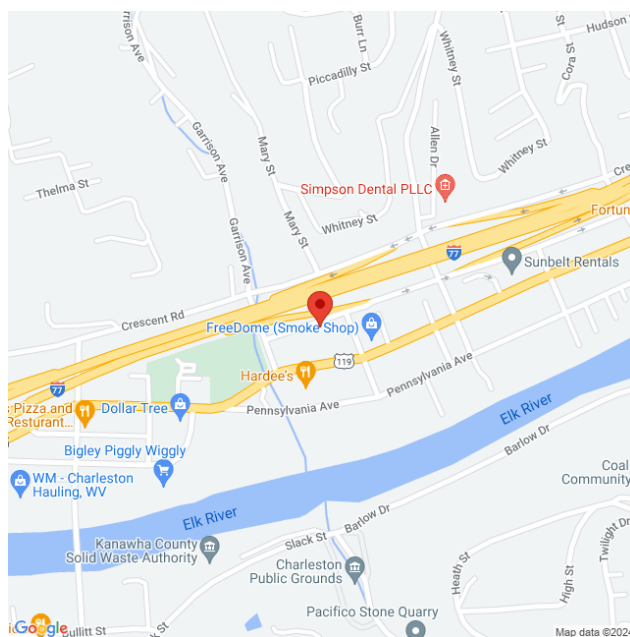 Burr Ln
Whitney St
Hudson
Garrison Ave
Piccadilly St
Cora St
Garrison Ave
Mary St
Allen Dr
Whitney St
Thelma St
Simpson Dental PLLC
Cre
Garrison Ave
Mary St
Whitney St
Fortun
77
Sunbelt Rentals
Crescent Rd
FreeDome (Smoke Shop)
119
77
Hardee's
Pennsylvania Ave
s Pizza and
Resturant...
Dollar Tree
Pennsylvania Ave
Elk River
Bigley Piggly Wiggly
Barlow Dr
WM - Charleston
Hauling, WV
Coal
Community
Elk River
Barlow Dr
Twilight Dr
Kanawha County
Solid Waste Authority
Slack St
Charleston
Public Grounds
Heath St
High St
Pacifico Stone Quarry
Bullitt St
k St
Google
Map data ©202